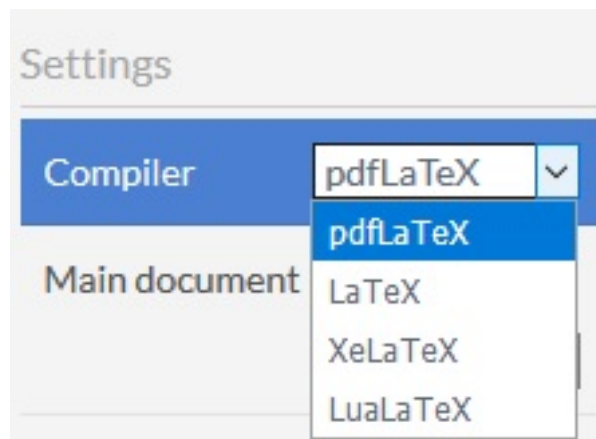 Settings
Compiler pdfLaTeX
pdfLaTeX
Main document
LaTeX
XeLaTeX
LuaLaTeX